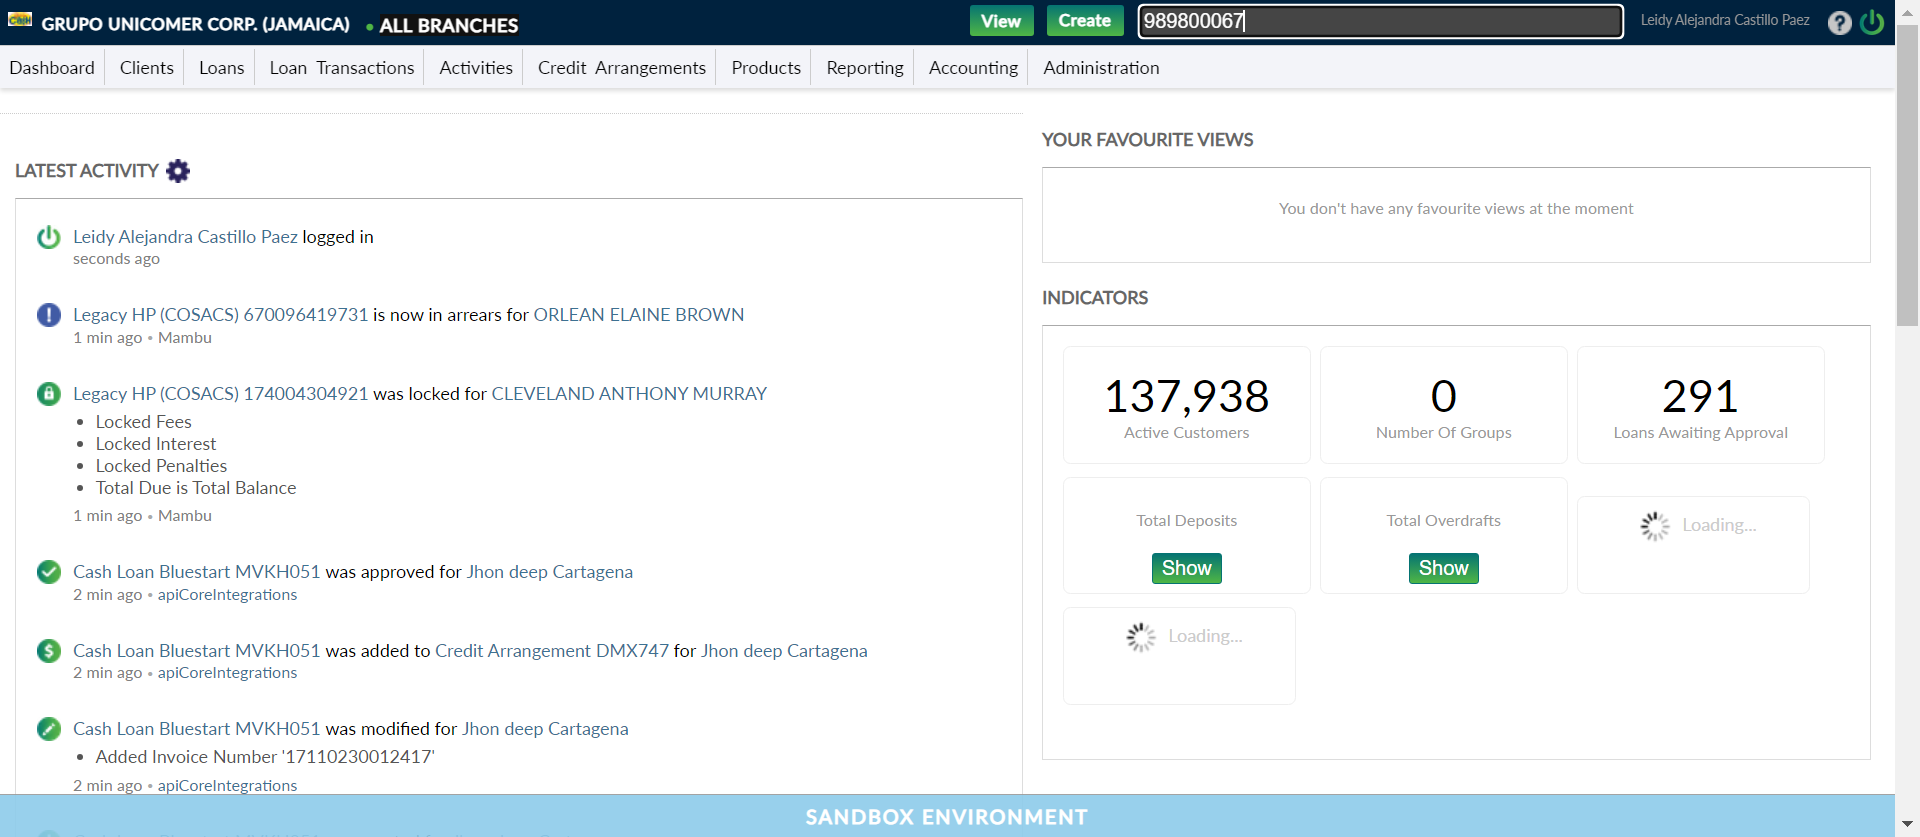 GRUPO UNICOMER CORP. (JAMAICA) • ALL BRANCHES
View
Create
989800067
Leidy Alejandra Castillo Paez
?
Dashboard
Clients
Loans
Loan Transactions
Activities
Credit Arrangements
Products
Reporting
Accounting
Administration
LATEST ACTIVITY
Leidy Alejandra Castillo Paez logged in
seconds ago
Legacy HP (COSACS) 670096419731 is now in arrears for ORLEAN ELAINE BROWN
1 min ago • Mambu
Legacy HP (COSACS) 174004304921 was locked for CLEVELAND ANTHONY MURRAY
• Locked Fees
• Locked Interest
• Locked Penalties
• Total Due is Total Balance
1 min ago • Mambu
Cash Loan Bluestart MVKH051 was approved for Jhon deep Cartagena
2 min ago • apiCoreIntegrations
Cash Loan Bluestart MVKH051 was added to Credit Arrangement DMX747 for Jhon deep Cartagena
2 min ago • apiCoreIntegrations
Cash Loan Bluestart MVKH051 was modified for Jhon deep Cartagena
• Added Invoice Number '17110230012417'
2 min ago • apiCoreIntegrations
YOUR FAVOURITE VIEWS
You don't have any favourite views at the moment
INDICATORS
137,938
Active Customers
0
Number Of Groups
291
Loans Awaiting Approval
Total Deposits
Show
Total Overdrafts
Show
Loading...
Loading...
SANDBOX ENVIRONMENT